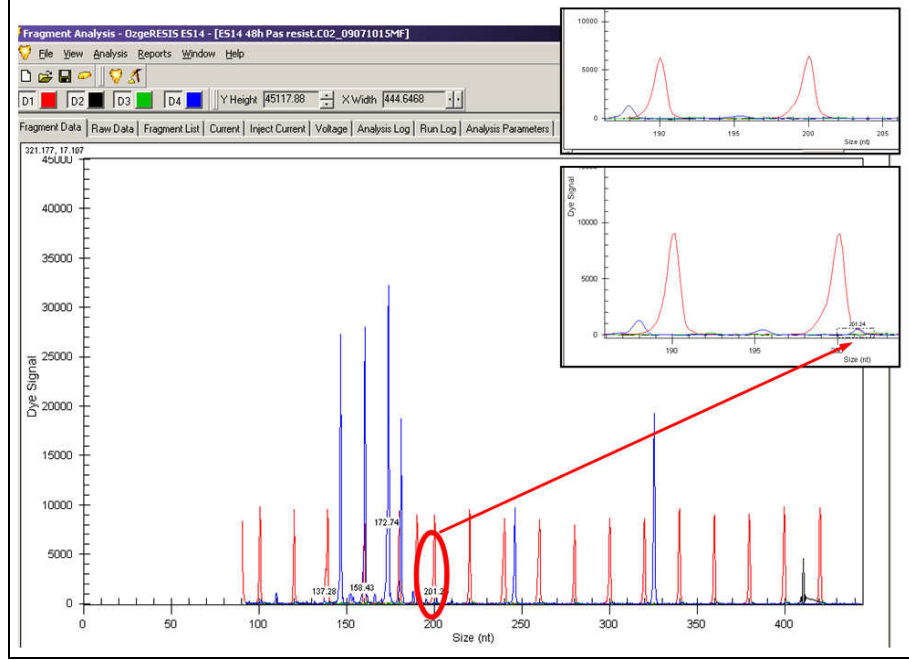 Fragment Analysis - OzgeRESIS ES14 - [ES14 48h Pas resist.C02_09071015MF]
File View Analysis Reports Window Help
D1 D2 D3 D4 Y Height 45117.88 X Width 444.6468
Fragment Data Raw Data Fragment List Current Inject Current Voltage Analysis Log Run Log Analysis Parameters
321.177, 17.107
45000
40000
35000
30000
25000
20000
15000
10000
5000
0
Dye Signal
137.28
158.43
172.74
201.2
0 50 100 150 200 250 300 350 400
Size (nt)
10000
5000
0
190 195 200 205
Size (nt)
Dye Signal
10000
5000
0
201.24
190 195
Size (nt)